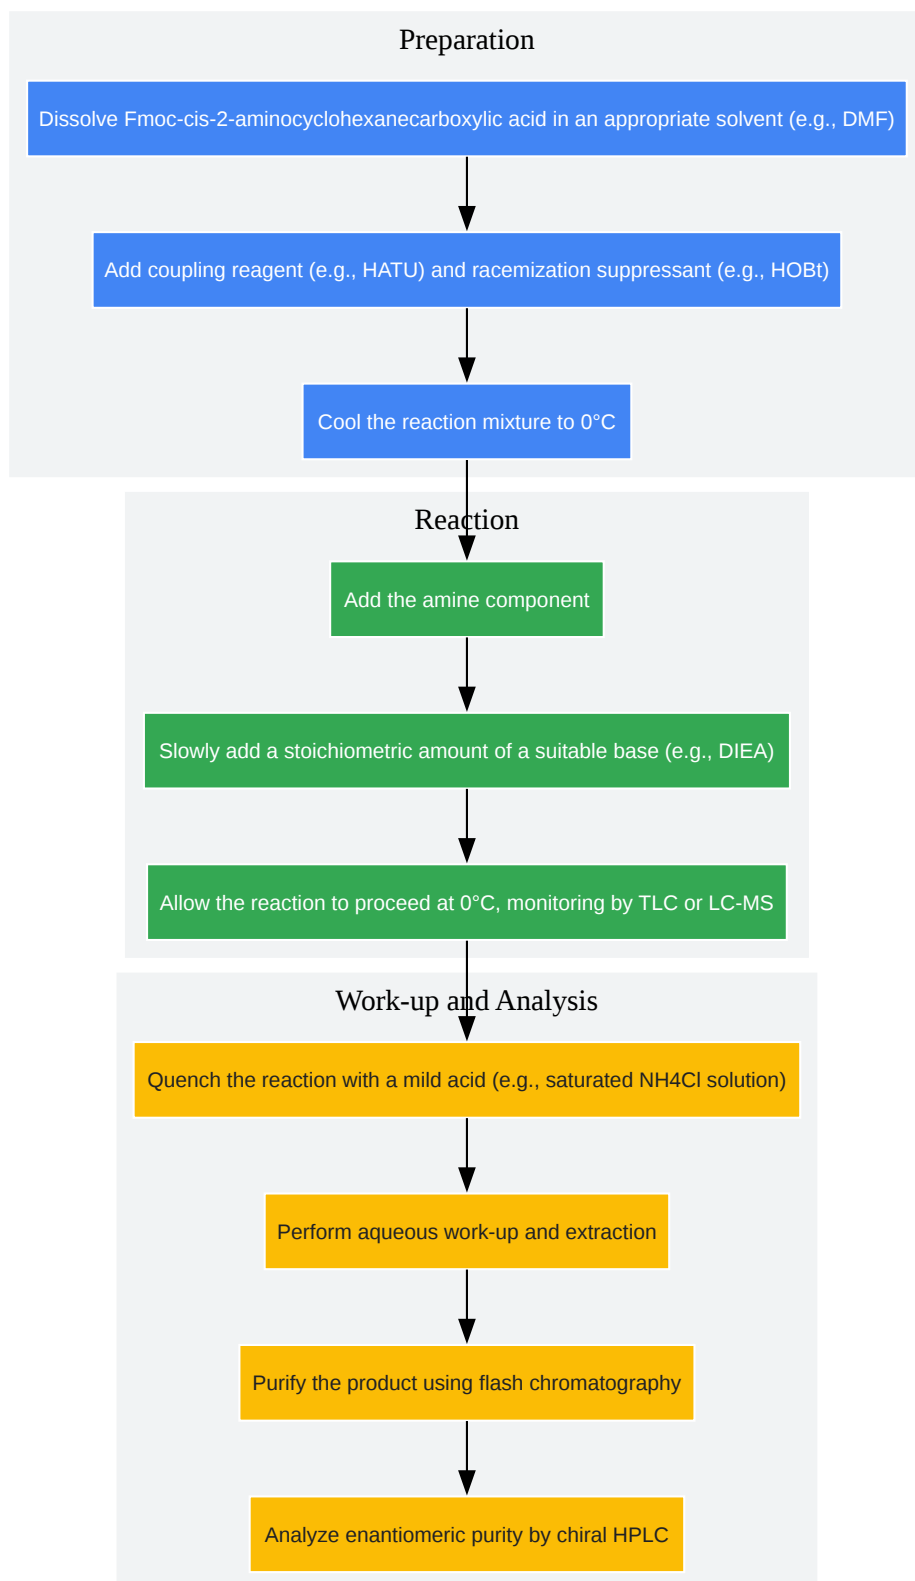 Preparation
Dissolve Fmoc-cis-2-aminocyclohexanecarboxylic acid in an appropriate solvent (e.g., DMF)
Add coupling reagent (e.g., HATU) and racemization suppressant (e.g., HOBt)
Cool the reaction mixture to 0°C
Reaction
Add the amine component
Slowly add a stoichiometric amount of a suitable base (e.g., DIEA)
Allow the reaction to proceed at 0°C, monitoring by TLC or LC-MS
Work-up and Analysis
Quench the reaction with a mild acid (e.g., saturated NH4Cl solution)
Perform aqueous work-up and extraction
Purify the product using flash chromatography
Analyze enantiomeric purity by chiral HPLC